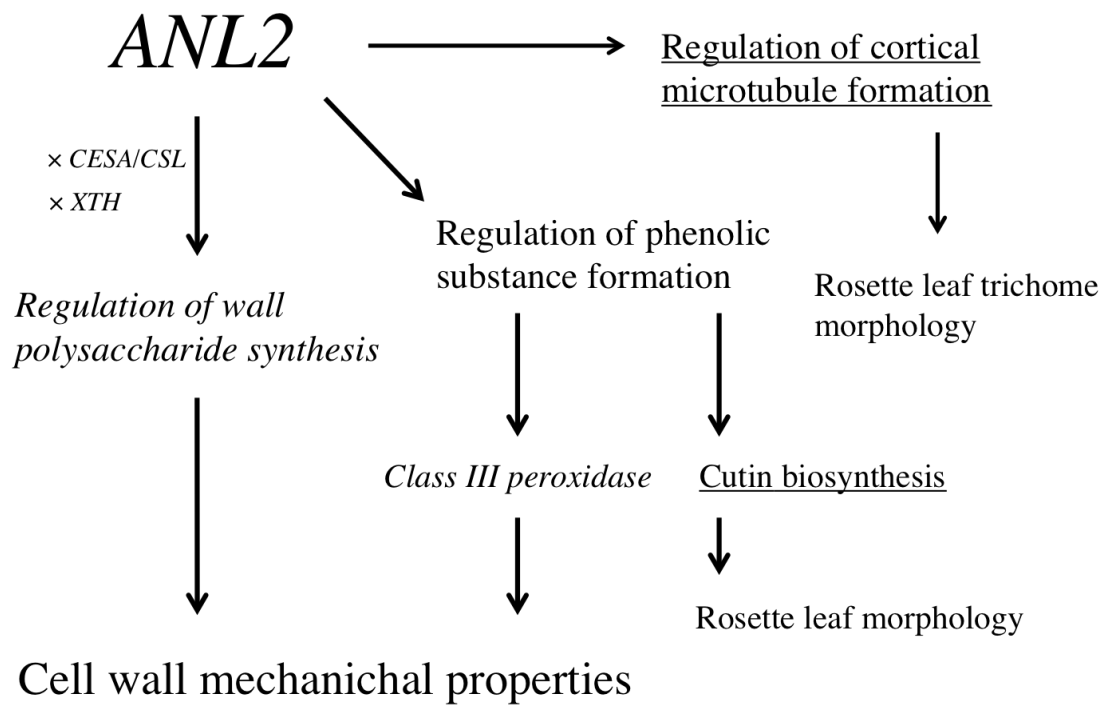 ANL2
Regulation of cortical
microtubule formation
× CESA/CSL
× XTH
Regulation of phenolic
substance formation
Rosette leaf trichome
morphology
Regulation of wall
polysaccharide synthesis
Class III peroxidase
Cutin biosynthesis
Rosette leaf morphology
Cell wall mechanichal properties